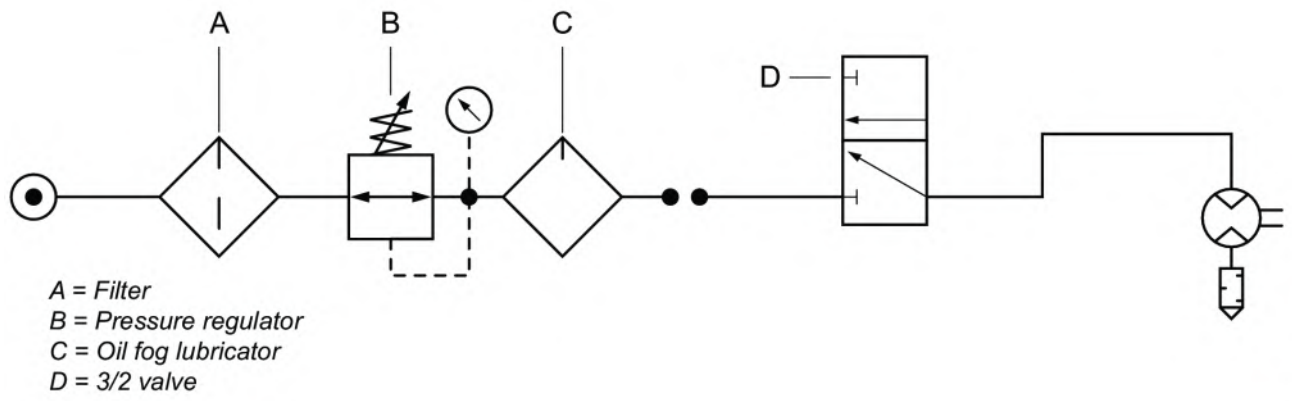 A B C
D
A = Filter
B = Pressure regulator
C = Oil fog lubricator
D = 3/2 valve